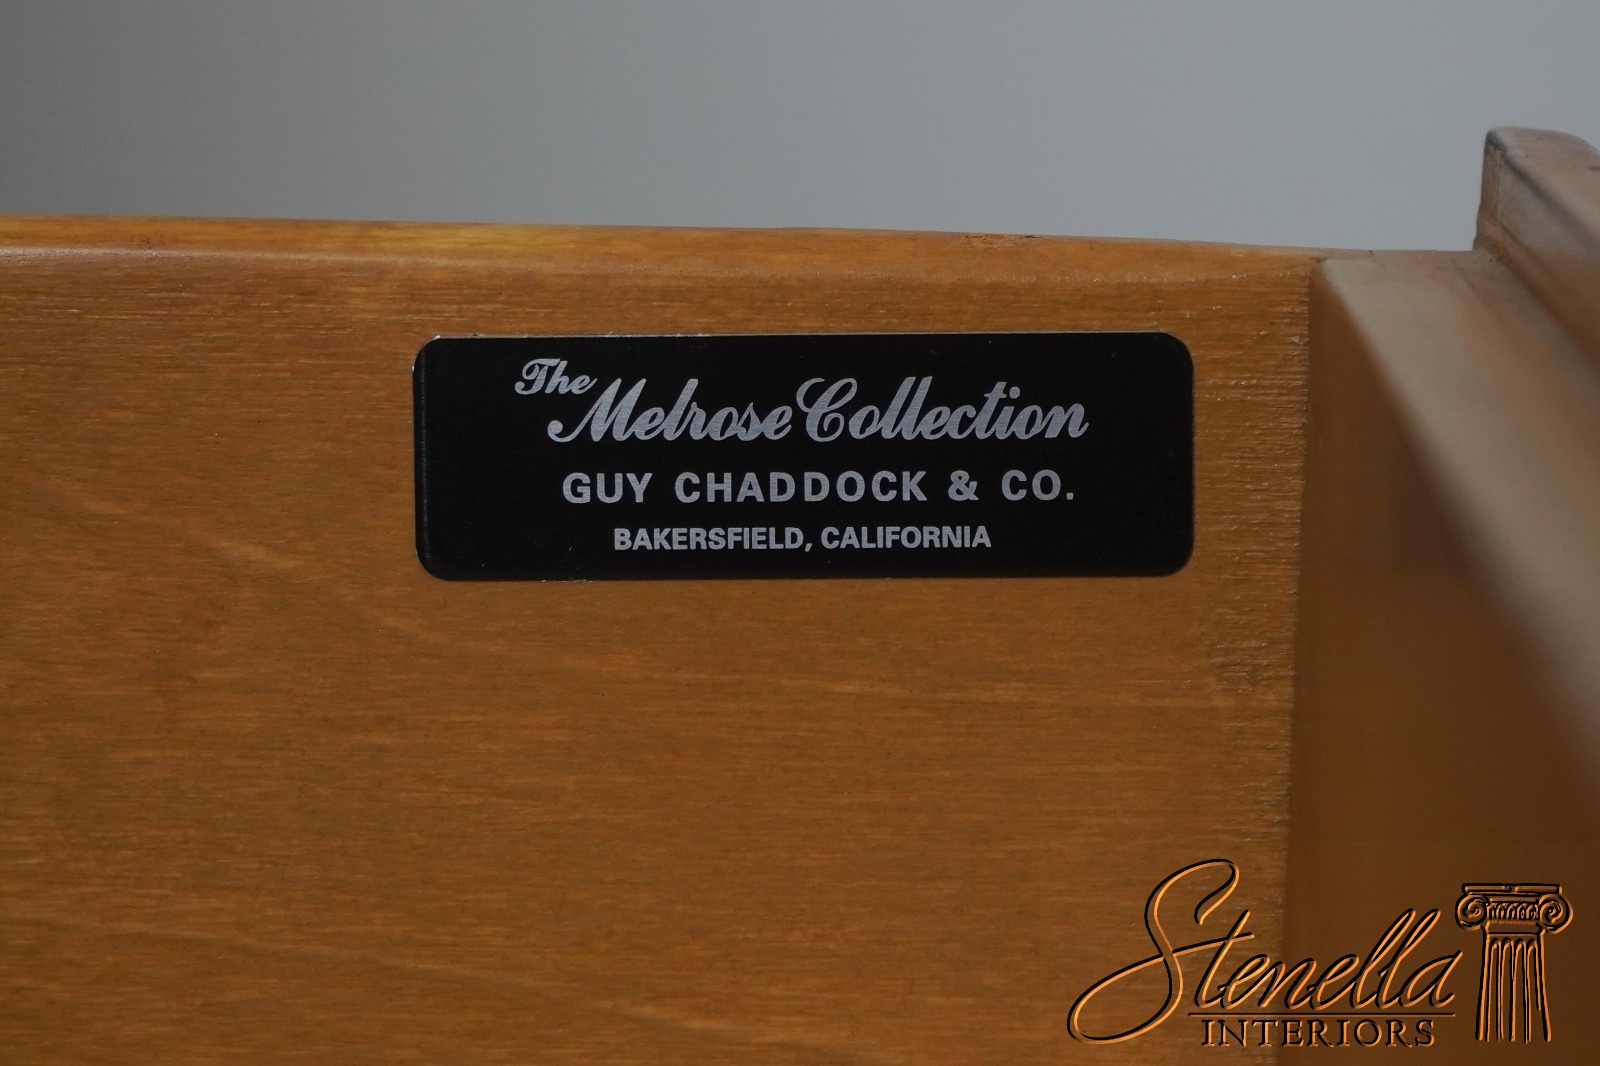 The Melrose Collection
GUY CHADDOCK & CO.
BAKERSFIELD, CALIFORNIA
Stenella
INTERIORS